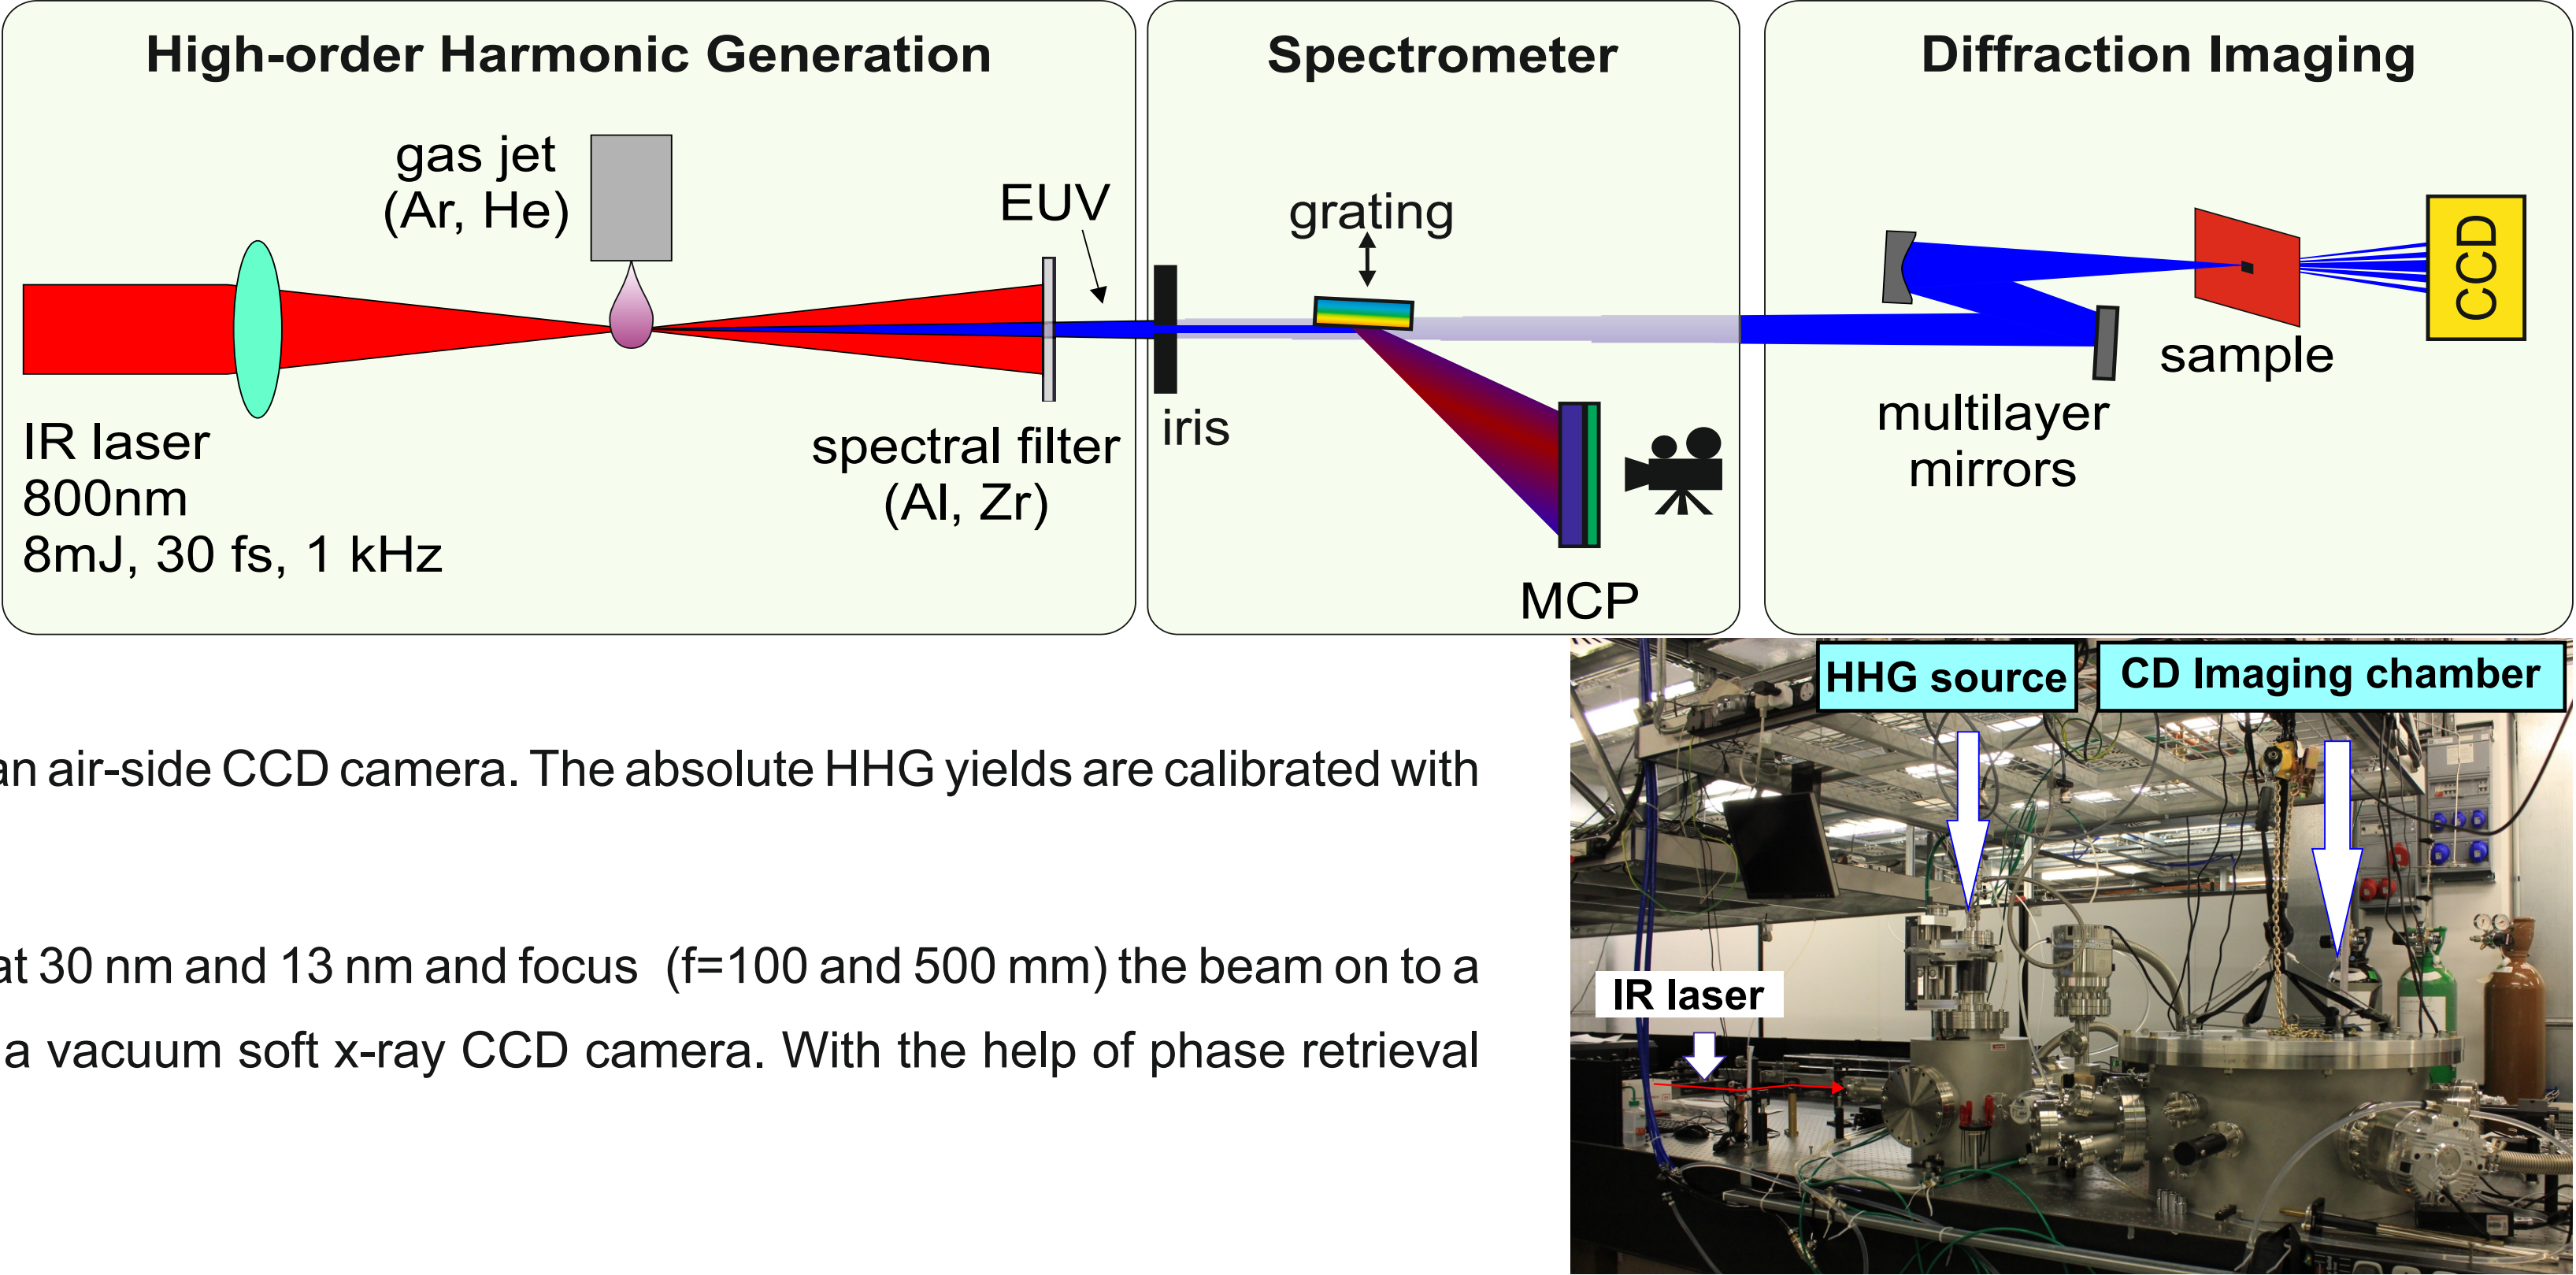 High-order Harmonic Generation
gas jet
(Ar, He)
EUV
IR laser
800nm
8mJ, 30 fs, 1 kHz
spectral filter
(Al, Zr)
Spectrometer
grating
iris
MCP
Diffraction Imaging
CCD
sample
multilayer
mirrors
an air-side CCD camera. The absolute HHG yields are calibrated with
at 30 nm and 13 nm and focus (f=100 and 500 mm) the beam on to a
a vacuum soft x-ray CCD camera. With the help of phase retrieval
HHG source
CD Imaging chamber
IR laser